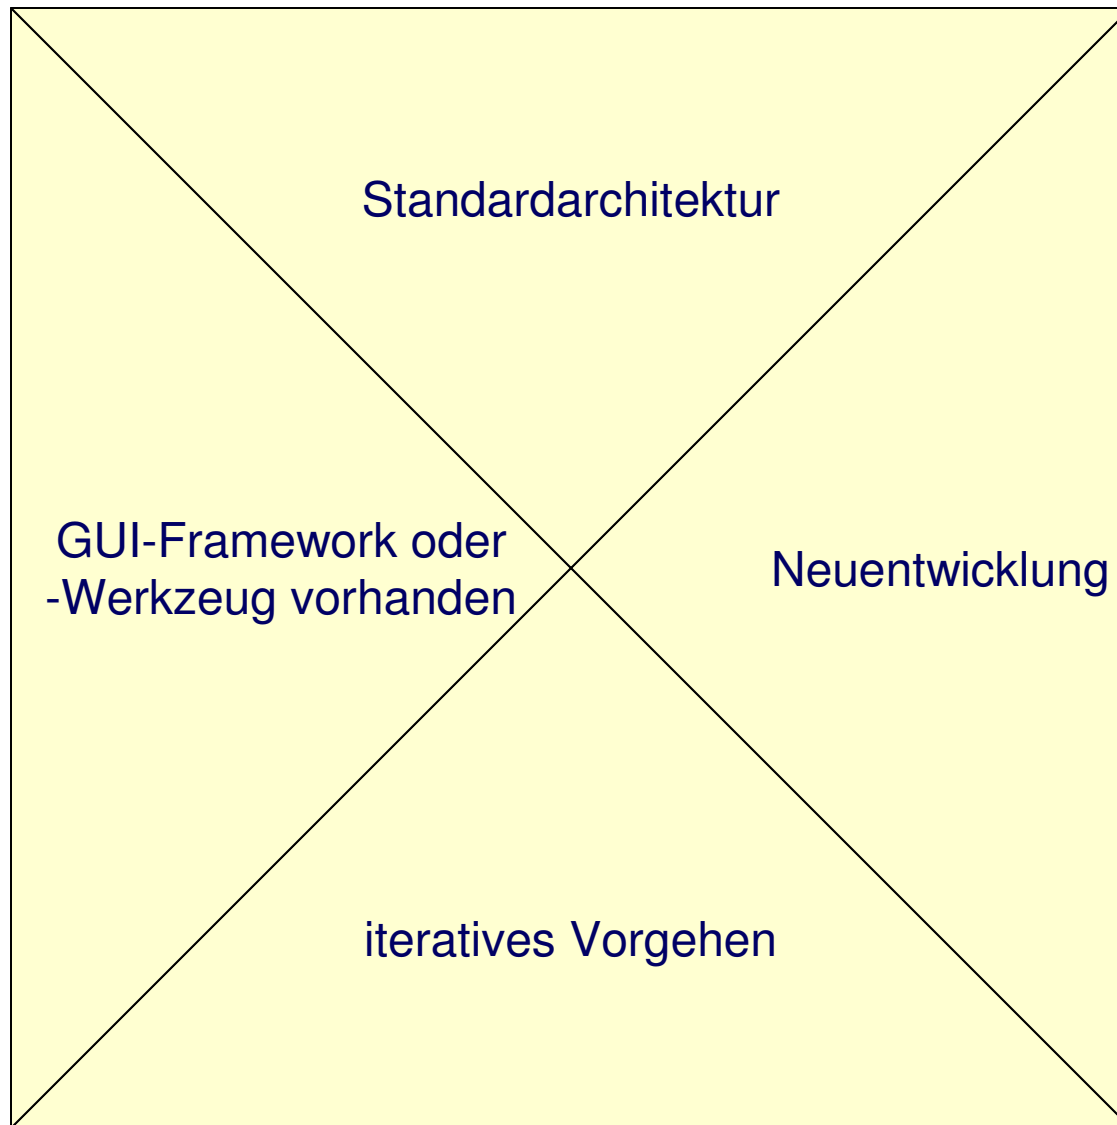 Standardarchitektur
GUI-Framework oder
-Werkzeug vorhanden
Neuentwicklung
iteratives Vorgehen